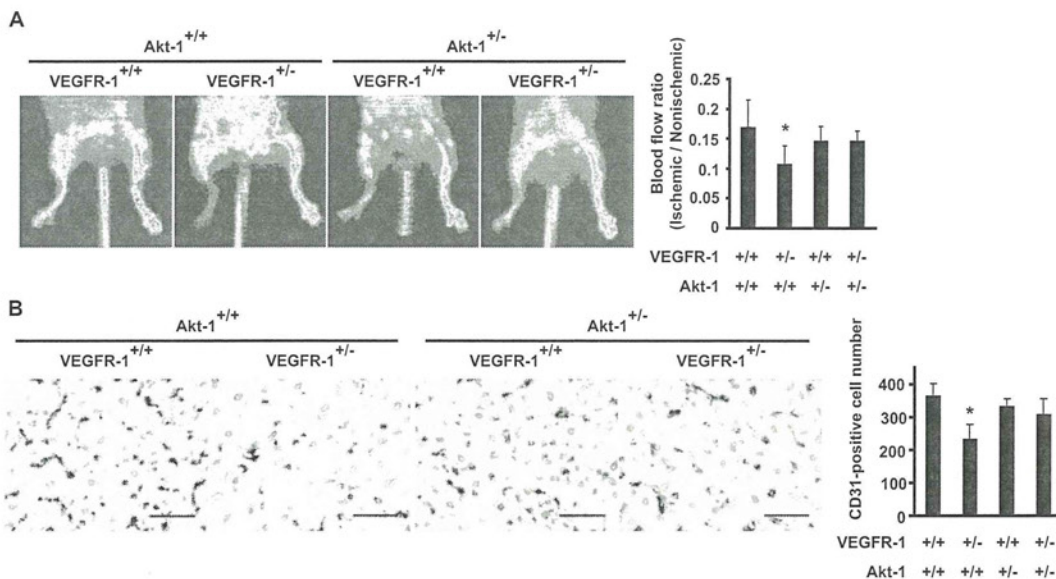 A
Akt-1+/+
Akt-1+/-
VEGFR-1+/+
VEGFR-1+/-
VEGFR-1+/+
VEGFR-1+/-
Blood flow ratio
(Ischemic / Nonischemic)
0.25
0.2
0.15
0.1
0.05
0
*
VEGFR-1 +/+ +/- +/+ +/-
Akt-1 +/+ +/+ +/- +/-
B
Akt-1+/+
Akt-1+/-
VEGFR-1+/+
VEGFR-1+/-
VEGFR-1+/+
VEGFR-1+/-
CD31-positive cell number
400
300
200
100
0
*
VEGFR-1 +/+ +/- +/+ +/-
Akt-1 +/+ +/+ +/- +/-